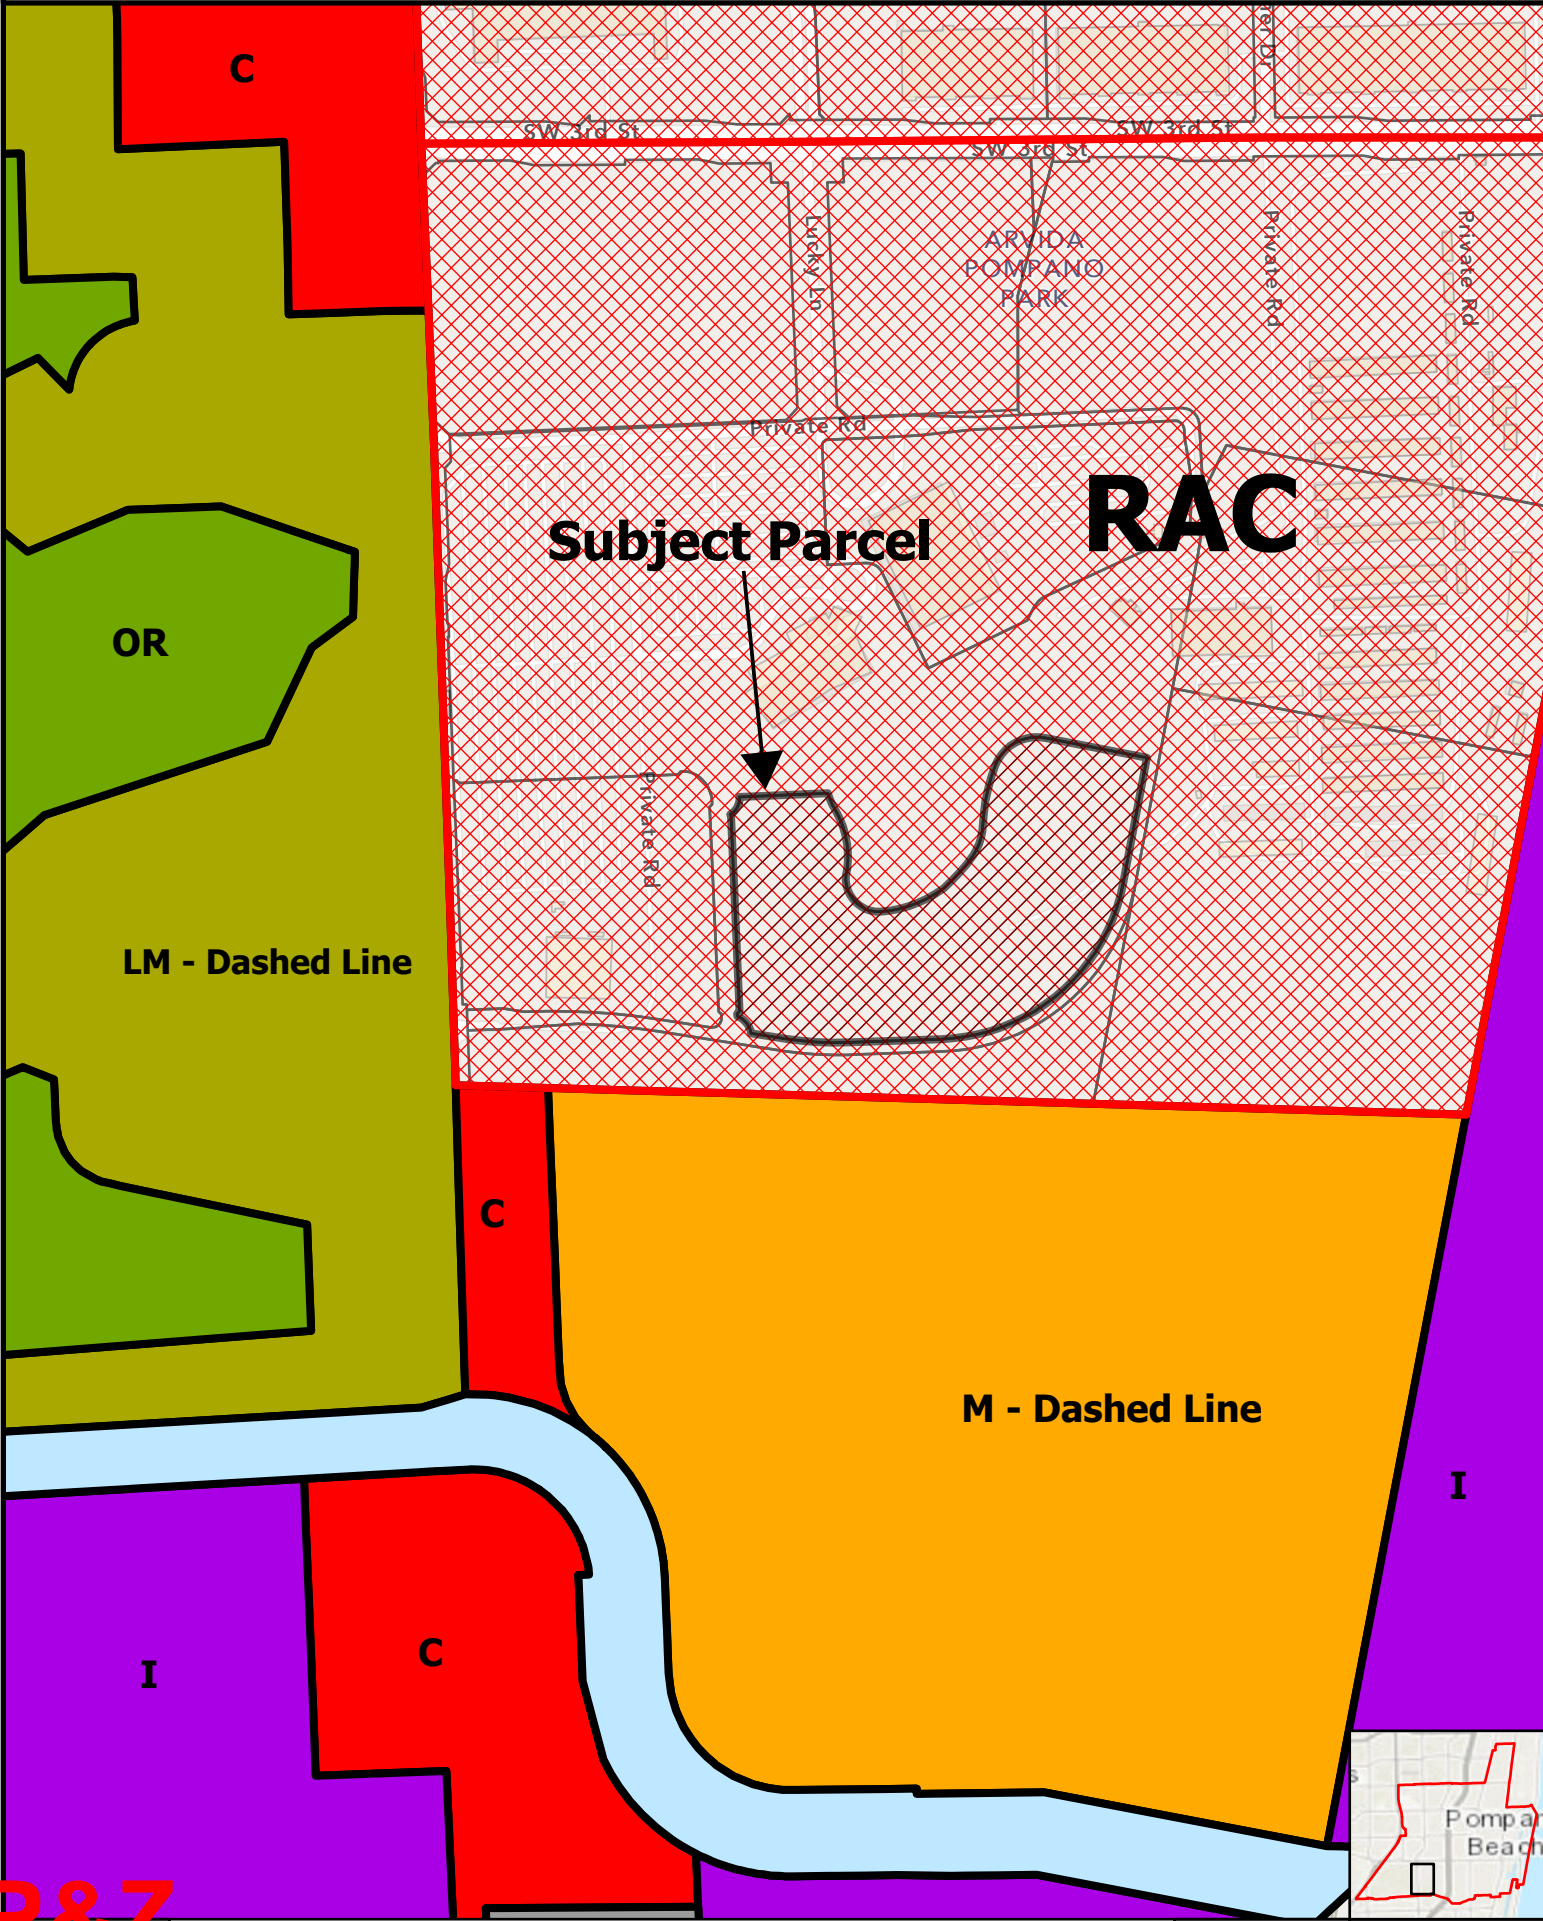 C
SW 3rd St
SW 3rd St
SW 3rd St
Lucky Ln
ARVIDA
POMPANO
PARK
Private Rd
Private Rd
Private Rd
RAC
Subject Parcel
OR
Private Rd
LM - Dashed Line
C
M - Dashed Line
I
C
I
Pompan
Beach
P&Z